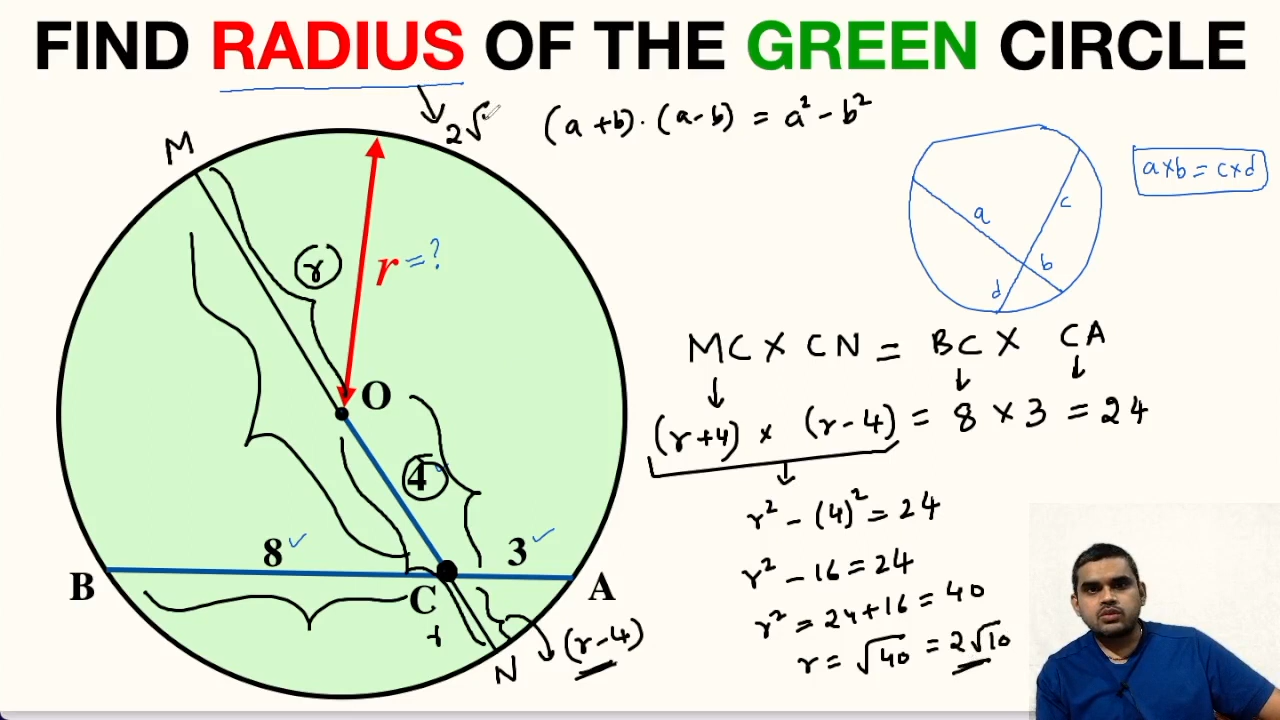 FIND RADIUS OF THE GREEN CIRCLE
2√
(a+b)·(a-b) = a² - b²
M
a×b = c×d
a
c
b
d
r
r = ?
O
MC × CN = BC × CA
(r+4) × (r-4) = 8 × 3 = 24
4
r² - (4)² = 24
8 ✓
3 ✓
r² - 16 = 24
B
C
A
r² = 24+16 = 40
(r-4)
r = √40 = 2√10
N